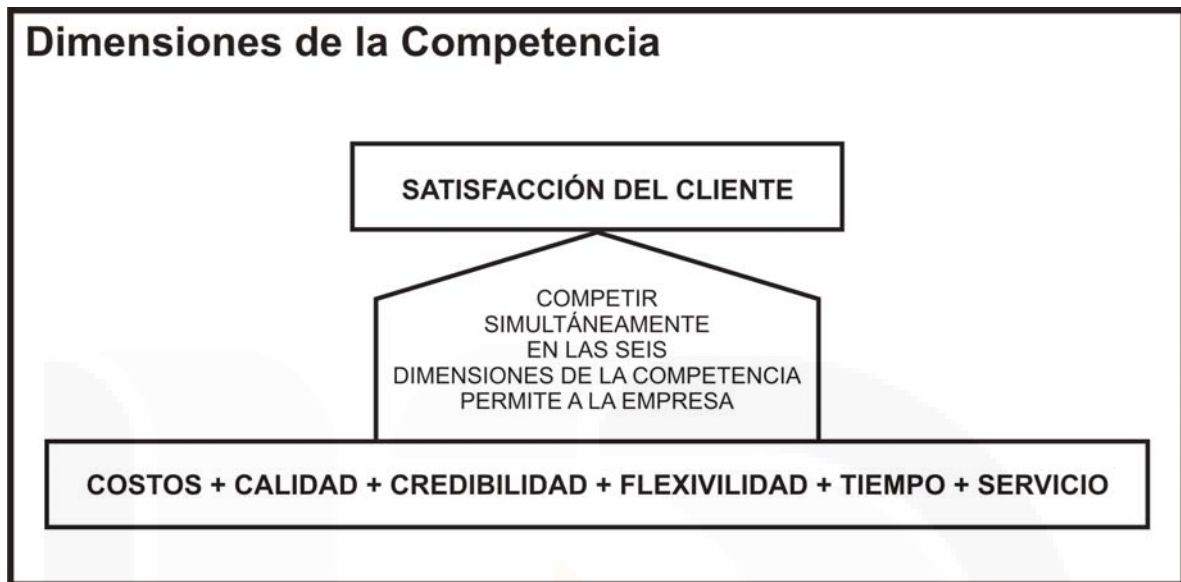 Dimensiones de la Competencia
SATISFACCIÓN DEL CLIENTE
COMPETIR
SIMULTÁNEAMENTE
EN LAS SEIS
DIMENSIONES DE LA COMPETENCIA
PERMITE A LA EMPRESA
COSTOS + CALIDAD + CREDIBILIDAD + FLEXIVILIDAD + TIEMPO + SERVICIO